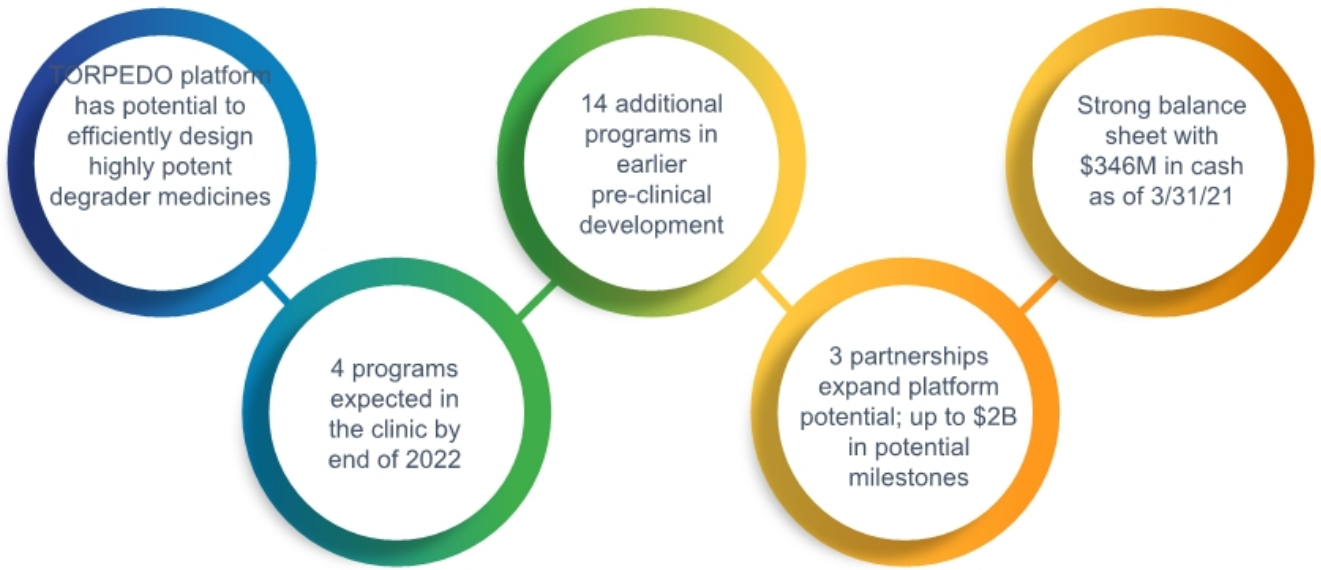 TORPEDO platform
has potential to
efficiently design
highly potent
degrader medicines
4 programs
expected in
the clinic by
end of 2022
14 additional
programs in
earlier
pre-clinical
development
3 partnerships
expand platform
potential; up to $2B
in potential
milestones
Strong balance
sheet with
$346M in cash
as of 3/31/21